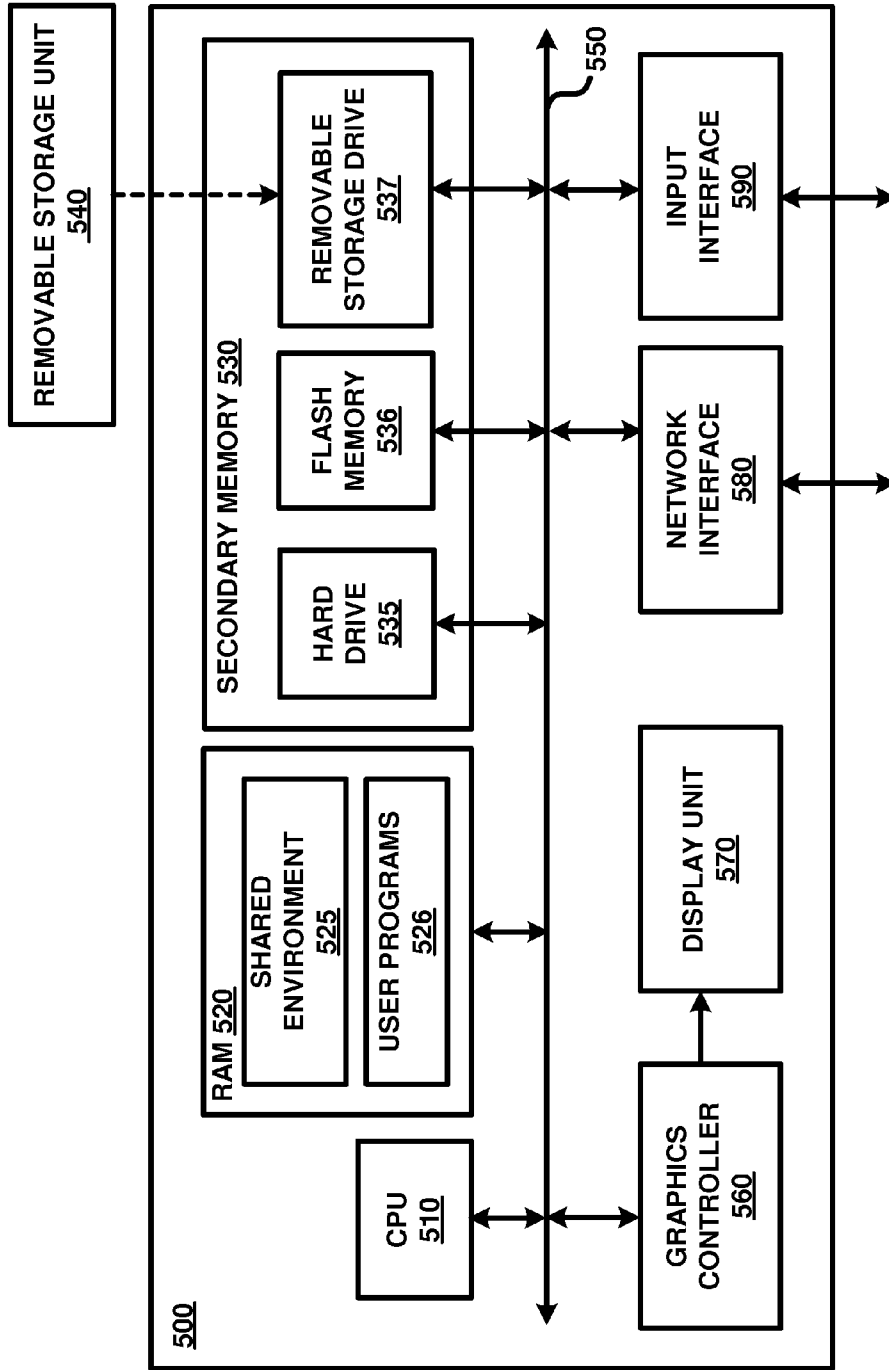 REMOVABLE STORAGE UNIT
540
500
CPU
510
RAM 520
SHARED
ENVIRONMENT
525
USER PROGRAMS
526
SECONDARY MEMORY 530
HARD
DRIVE
535
FLASH
MEMORY
536
REMOVABLE
STORAGE DRIVE
537
550
GRAPHICS
CONTROLLER
560
DISPLAY UNIT
570
NETWORK
INTERFACE
580
INPUT
INTERFACE
590